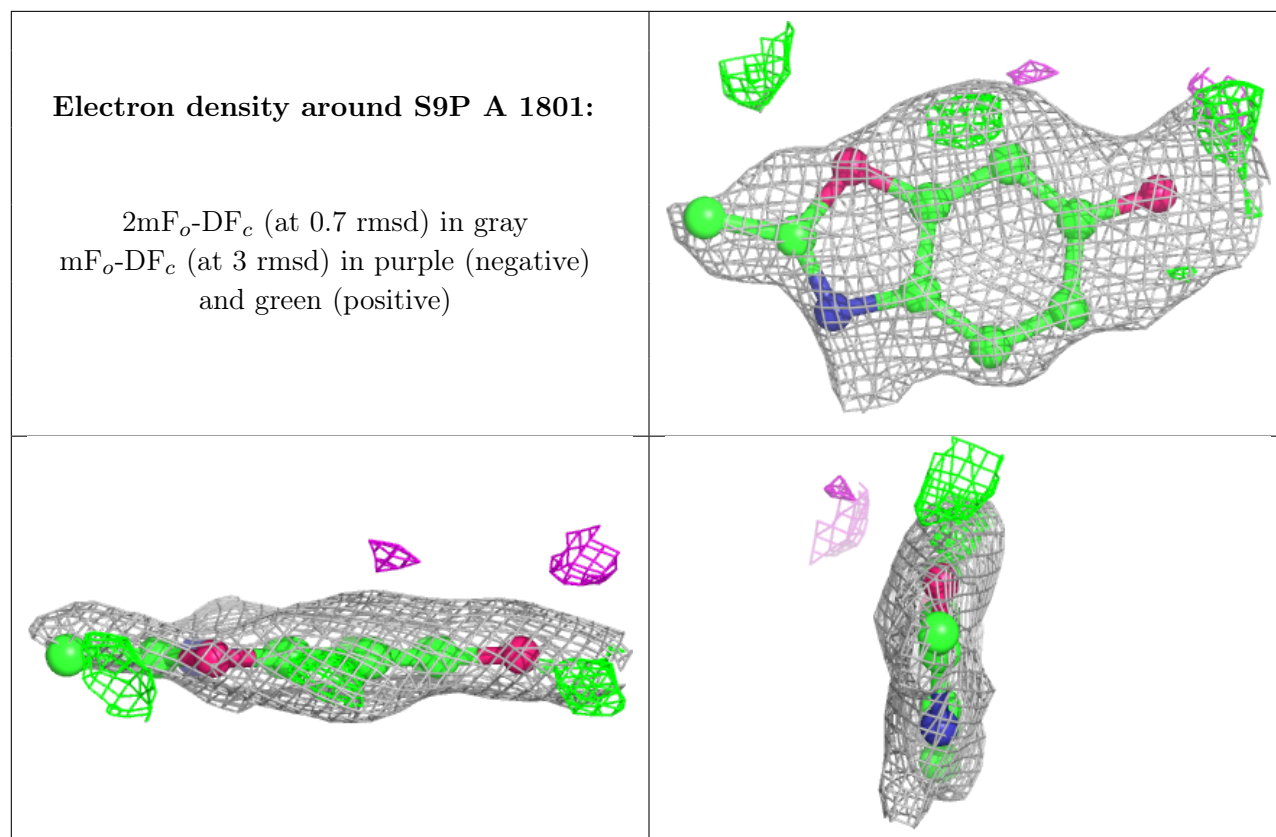 Electron density around S9P A 1801:
2mFₒ-DF𝒸 (at 0.7 rmsd) in gray
mFₒ-DF𝒸 (at 3 rmsd) in purple (negative)
and green (positive)